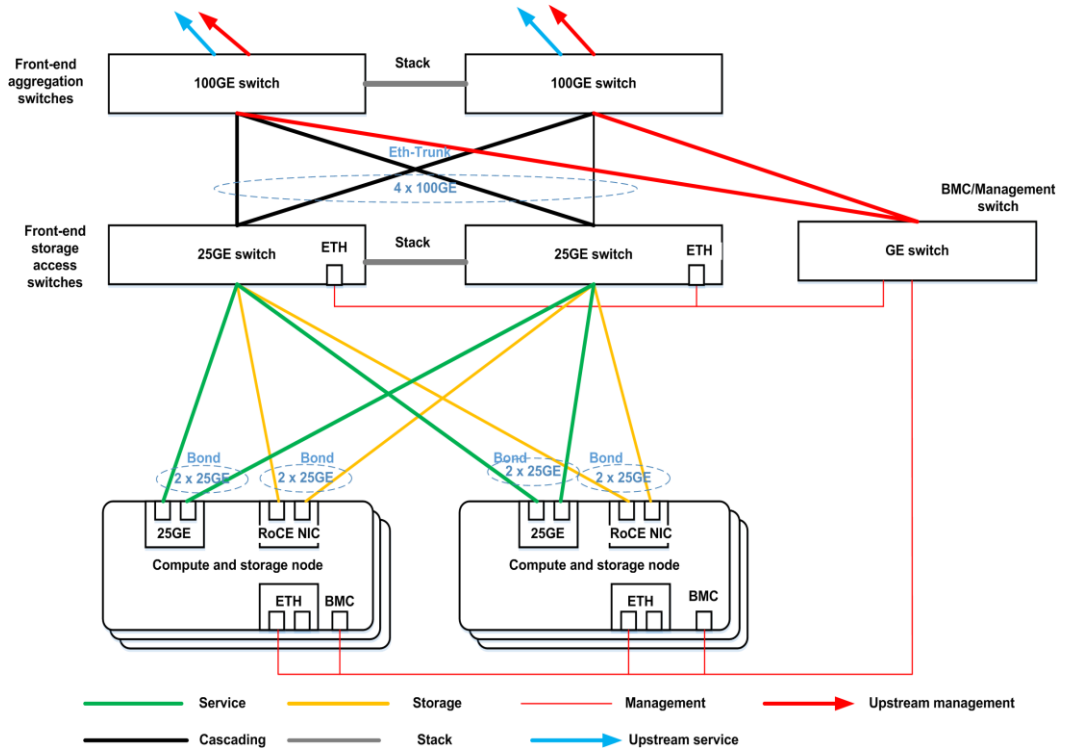 Front-end
aggregation
switches
100GE switch
Stack
100GE switch
Eth-Trunk
4 x 100GE
BMC/Management
switch
Front-end
storage
access
switches
25GE switch
ETH
Stack
25GE switch
ETH
GE switch
Bond
2 x 25GE
Bond
2 x 25GE
Bond
2 x 25GE
Bond
2 x 25GE
25GE
RoCE NIC
25GE
RoCE NIC
Compute and storage node
Compute and storage node
ETH
BMC
ETH
BMC
Service
Storage
Management
Upstream management
Cascading
Stack
Upstream service